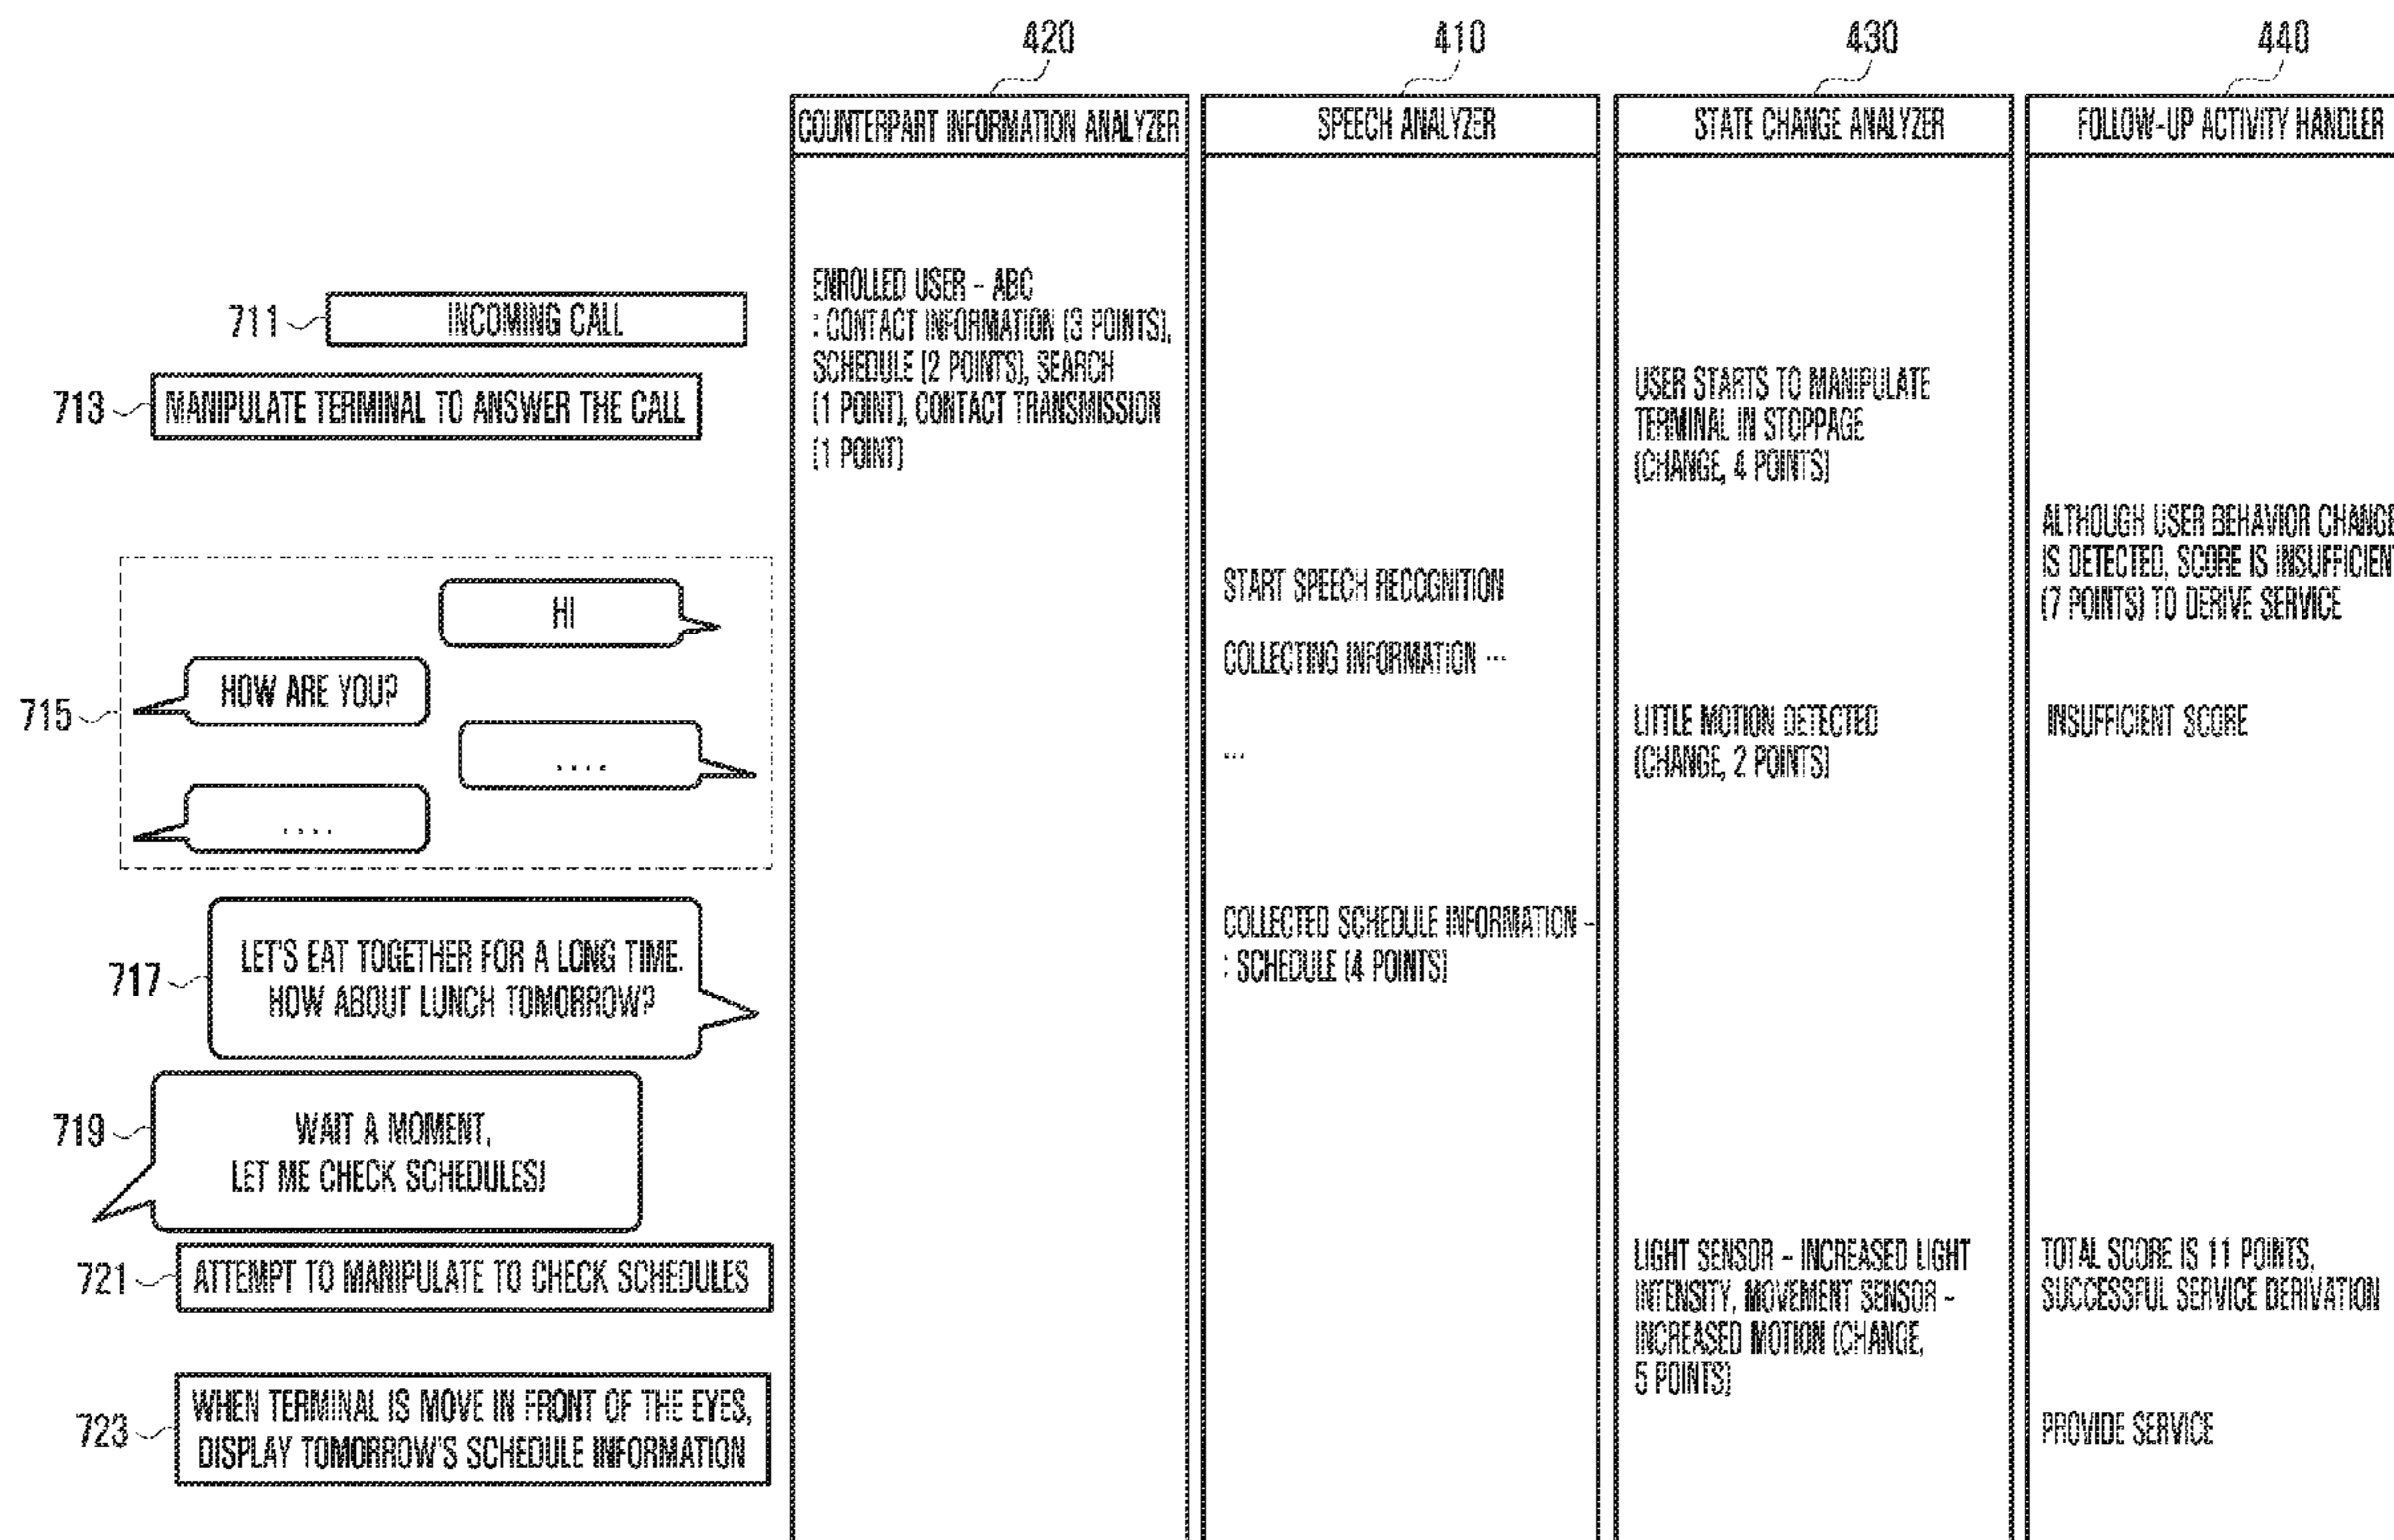 420
410
430
440
COUNTERPART INFORMATION ANALYZER
SPEECH ANALYZER
STATE CHANGE ANALYZER
FOLLOW-UP ACTIVITY HANDLER
711
INCOMING CALL
ENROLLED USER - ABC
: CONTACT INFORMATION (3 POINTS),
SCHEDULE (2 POINTS), SEARCH
(1 POINT), CONTACT TRANSMISSION
(1 POINT)
713
MANIPULATE TERMINAL TO ANSWER THE CALL
USER STARTS TO MANIPULATE
TERMINAL IN STOPPAGE
(CHANGE, 4 POINTS)
ALTHOUGH USER BEHAVIOR CHANGE
IS DETECTED, SCORE IS INSUFFICIENT
(7 POINTS) TO DERIVE SERVICE
715
HI
HOW ARE YOU?
....
....
START SPEECH RECOGNITION
COLLECTING INFORMATION ...
...
LITTLE MOTION DETECTED
(CHANGE, 2 POINTS)
INSUFFICIENT SCORE
717
LET'S EAT TOGETHER FOR A LONG TIME.
HOW ABOUT LUNCH TOMORROW?
COLLECTED SCHEDULE INFORMATION -
: SCHEDULE (4 POINTS)
719
WAIT A MOMENT,
LET ME CHECK SCHEDULES!
721
ATTEMPT TO MANIPULATE TO CHECK SCHEDULES
LIGHT SENSOR - INCREASED LIGHT
INTENSITY, MOVEMENT SENSOR -
INCREASED MOTION (CHANGE,
5 POINTS)
TOTAL SCORE IS 11 POINTS,
SUCCESSFUL SERVICE DERIVATION
723
WHEN TERMINAL IS MOVE IN FRONT OF THE EYES,
DISPLAY TOMORROW'S SCHEDULE INFORMATION
PROVIDE SERVICE